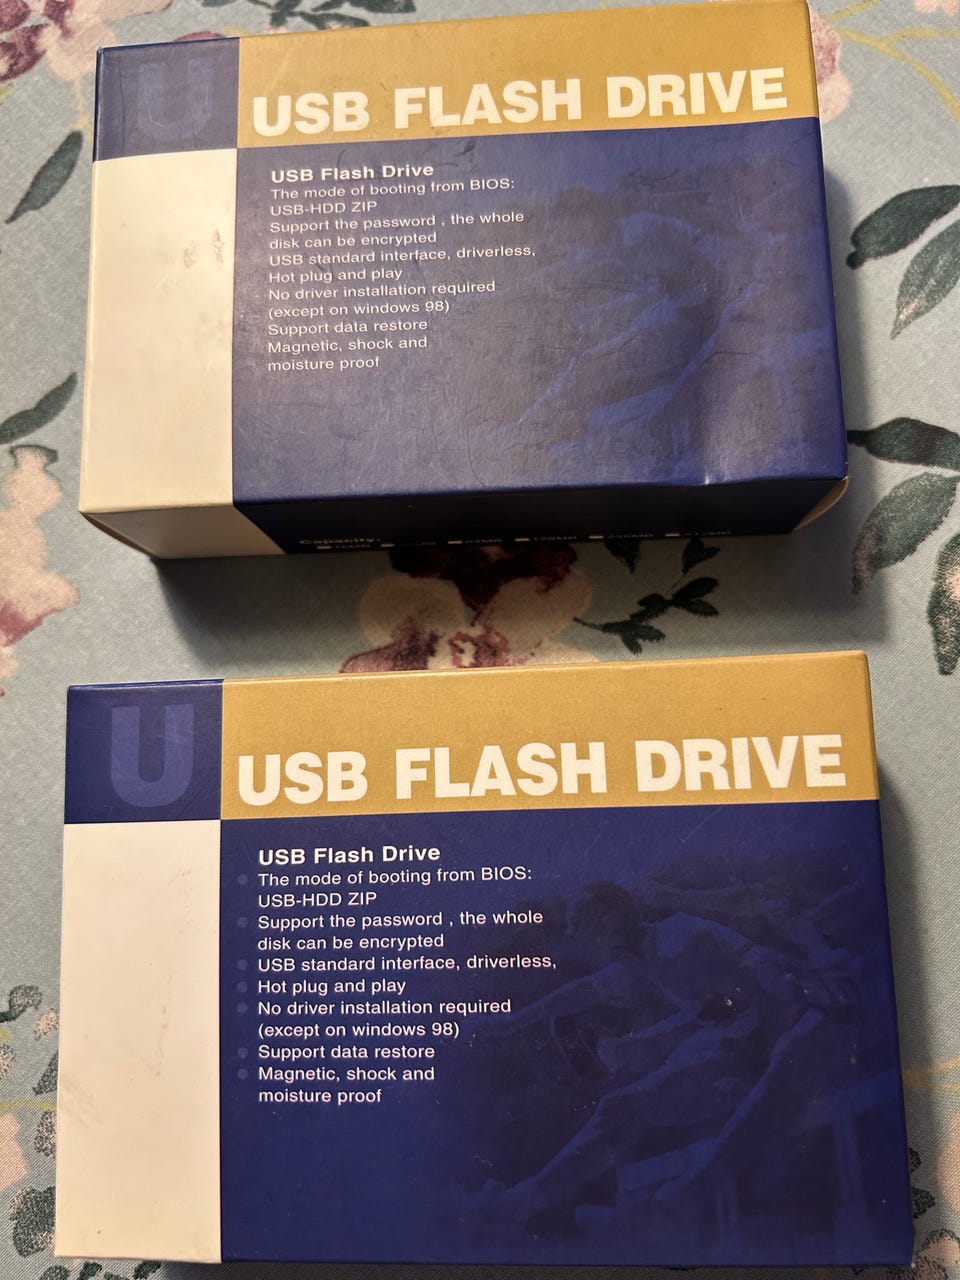 U
USB FLASH DRIVE
USB Flash Drive
The mode of booting from BIOS:
USB-HDD ZIP
Support the password , the whole
disk can be encrypted
USB standard interface, driverless,
Hot plug and play
No driver installation required
(except on windows 98)
Support data restore
Magnetic, shock and
moisture proof
Capacity:
16MB 64MB 128MB 256MB
U
USB FLASH DRIVE
USB Flash Drive
The mode of booting from BIOS:
USB-HDD ZIP
Support the password , the whole
disk can be encrypted
USB standard interface, driverless,
Hot plug and play
No driver installation required
(except on windows 98)
Support data restore
Magnetic, shock and
moisture proof